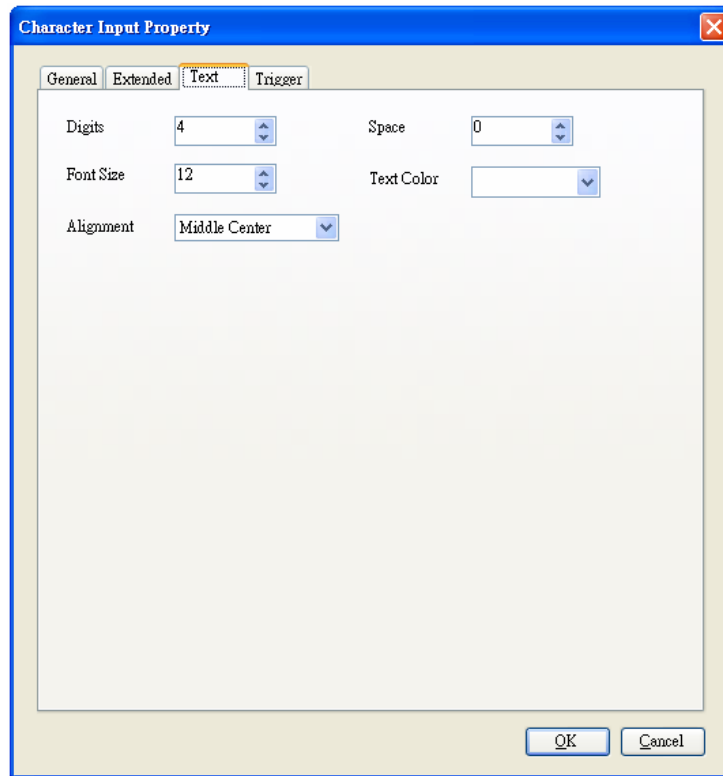 Character Input Property
General Extended Text Trigger
Digits 4 Space 0
Font Size 12 Text Color
Alignment Middle Center
OK Cancel